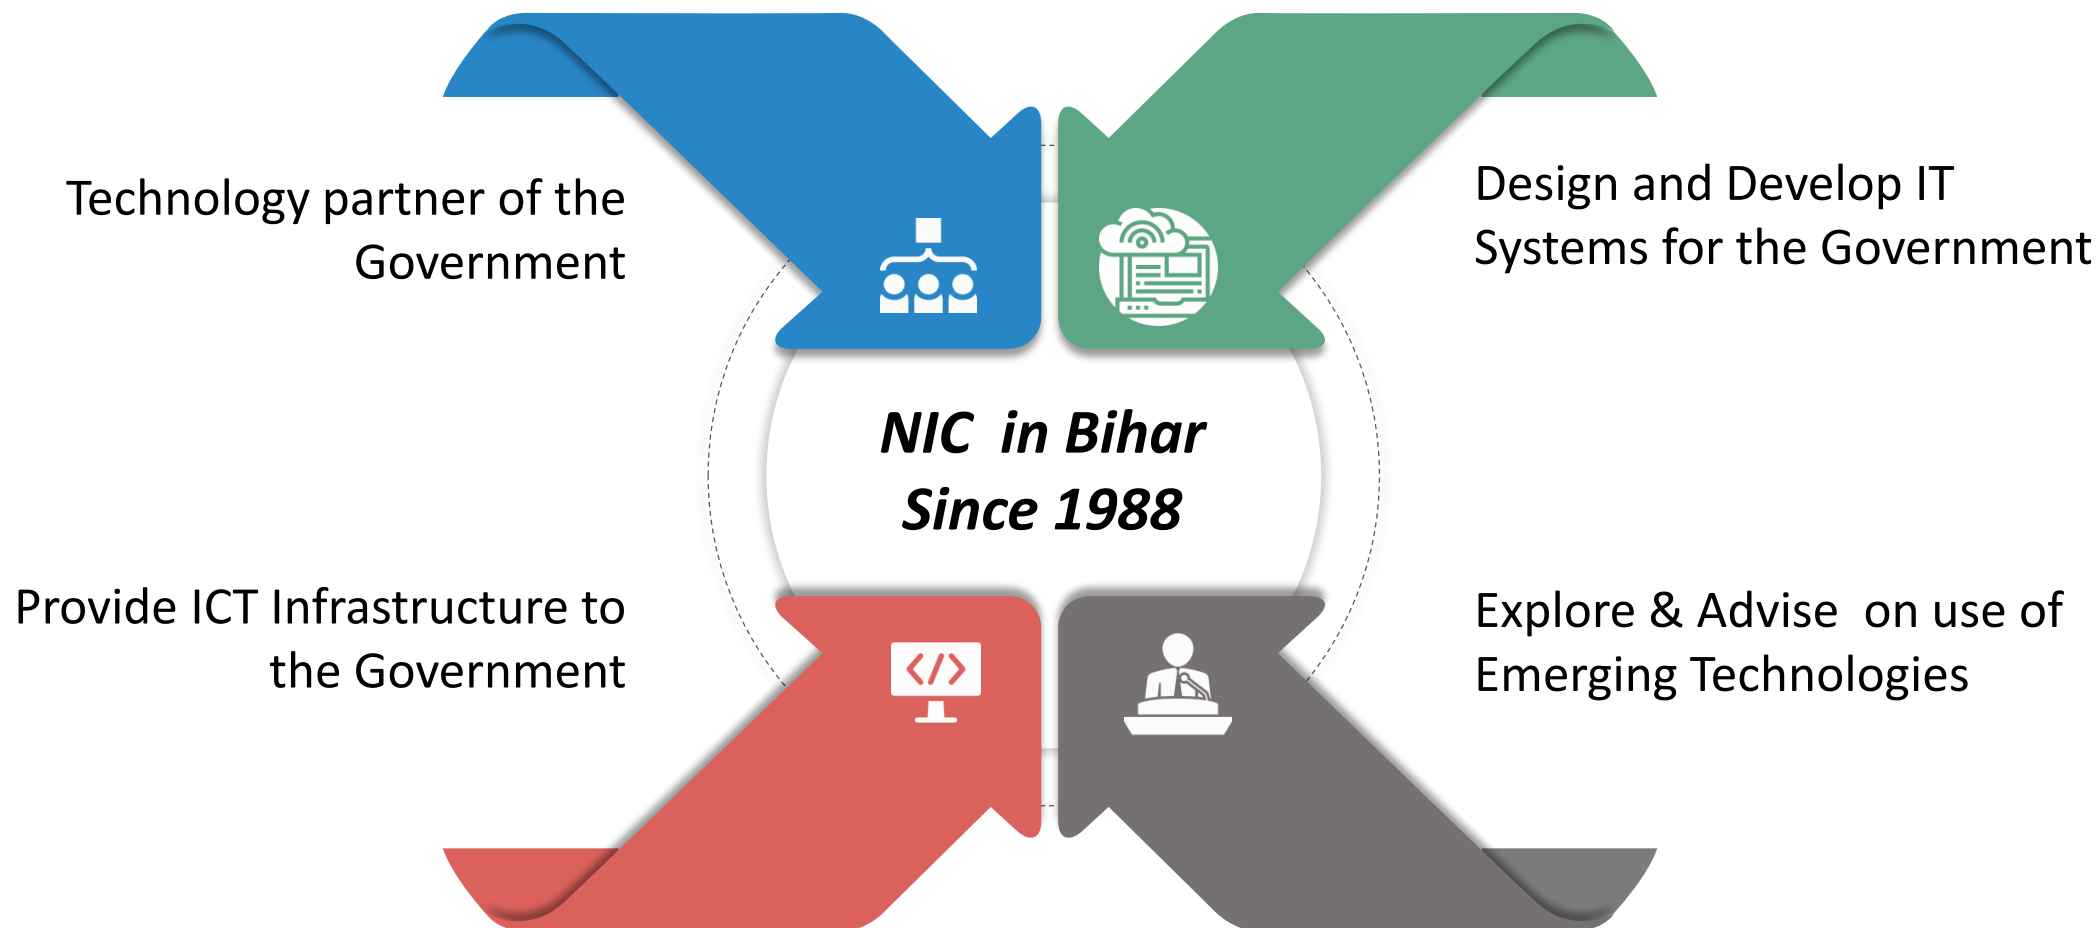 Technology partner of the
Government
Design and Develop IT
Systems for the Government
NIC  in Bihar
Since 1988
Provide ICT Infrastructure to
the Government
Explore & Advise  on use of
Emerging Technologies